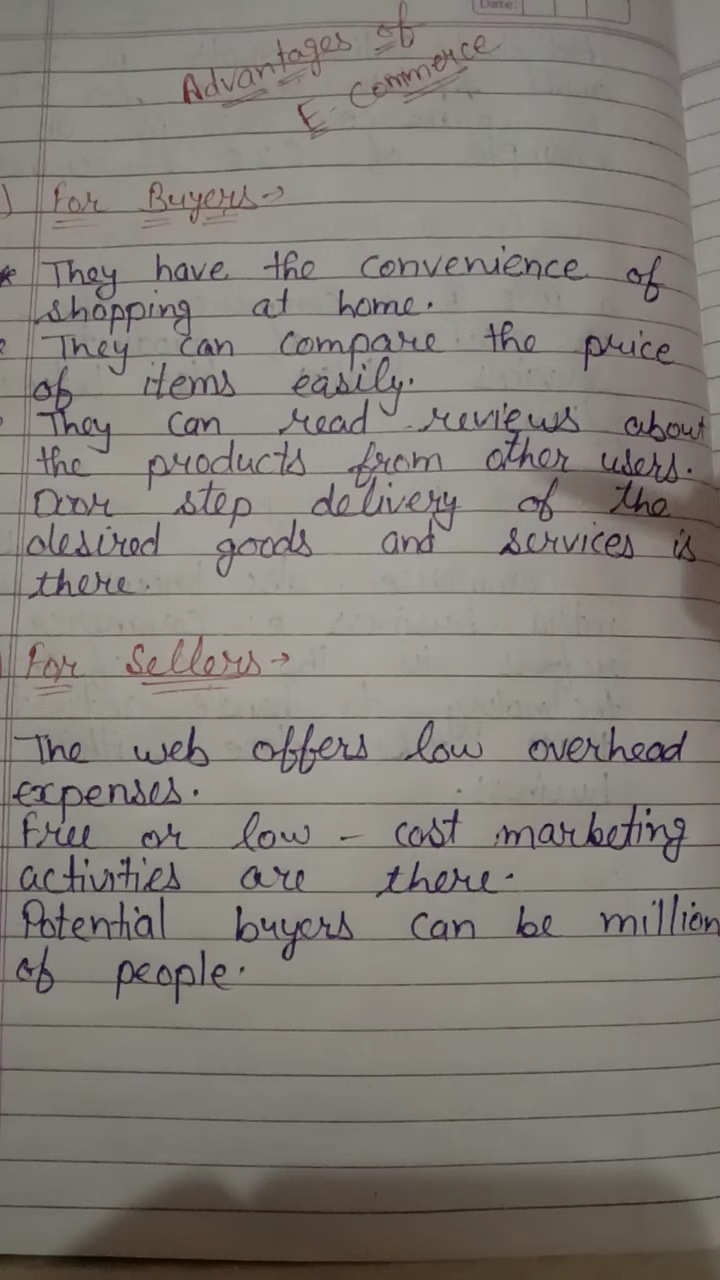 Date:
Advantages of
E-Commerce
) For Buyers→
* They have the convenience of
shopping at home.
They can compare the price
of items easily.
They can read reviews about
the products from other users.
Door step delivery of the
desired goods and services is
there.
For Sellers→
The web offers low overhead
expenses.
Free or low - cost marketing
activities are there.
Potential buyers can be million
of people.